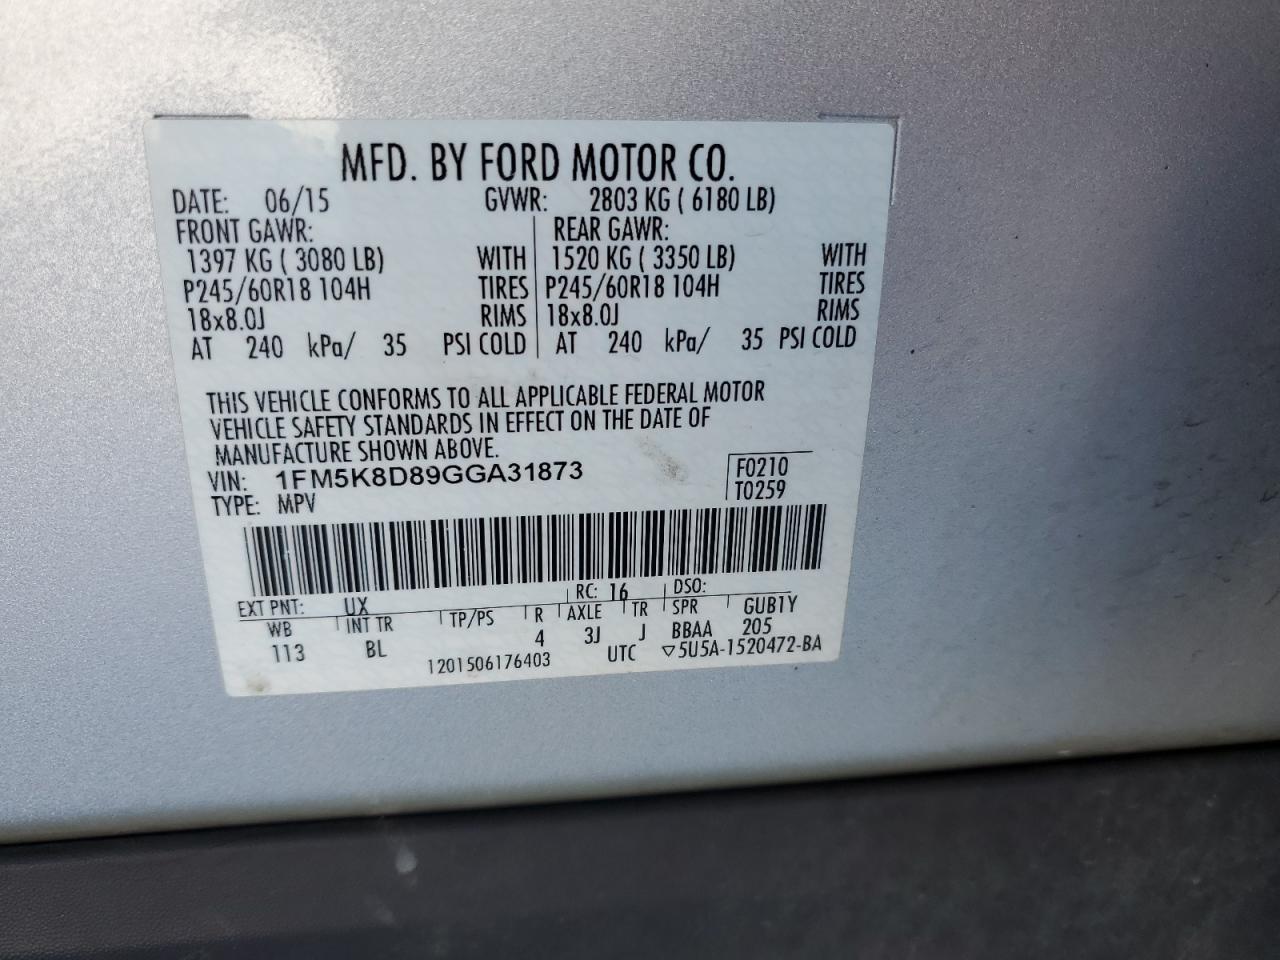 MFD. BY FORD MOTOR CO.
DATE: 06/15 GVWR: 2803 KG ( 6180 LB)
FRONT GAWR: REAR GAWR:
1397 KG ( 3080 LB) WITH 1520 KG ( 3350 LB) WITH
P245/60R18 104H TIRES P245/60R18 104H TIRES
18x8.0J RIMS 18x8.0J RIMS
AT 240 kPa/ 35 PSI COLD AT 240 kPa/ 35 PSI COLD
THIS VEHICLE CONFORMS TO ALL APPLICABLE FEDERAL MOTOR
VEHICLE SAFETY STANDARDS IN EFFECT ON THE DATE OF
MANUFACTURE SHOWN ABOVE.
VIN: 1FM5K8D89GGA31873 F0210
TYPE: MPV T0259
RC: 16 DSO:
EXT PNT: UX
WB INT TR TP/PS R AXLE TR SPR GUB1Y
113 BL 4 3J J BBAA 205
1201506176403 UTC ▽5U5A-1520472-BA